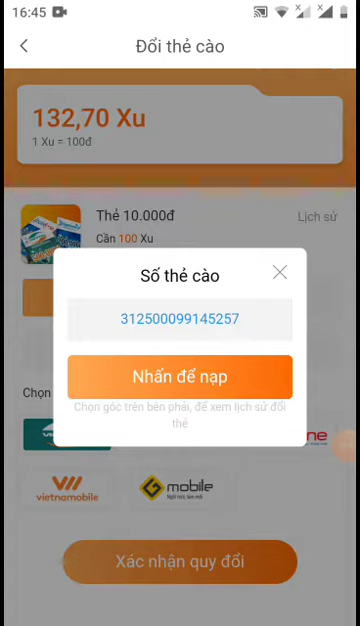 16:45
Đổi thẻ cào
132,70 Xu
1 Xu = 100đ
Thẻ 10.000đ
Lịch sử
Cần 100 Xu
Số thẻ cào
312500099145257
Nhấn để nạp
Chọn góc trên bên phải, để xem lịch sử đổi
thẻ
Chọn
vietnamobile
mobile
Xác nhận quy đổi